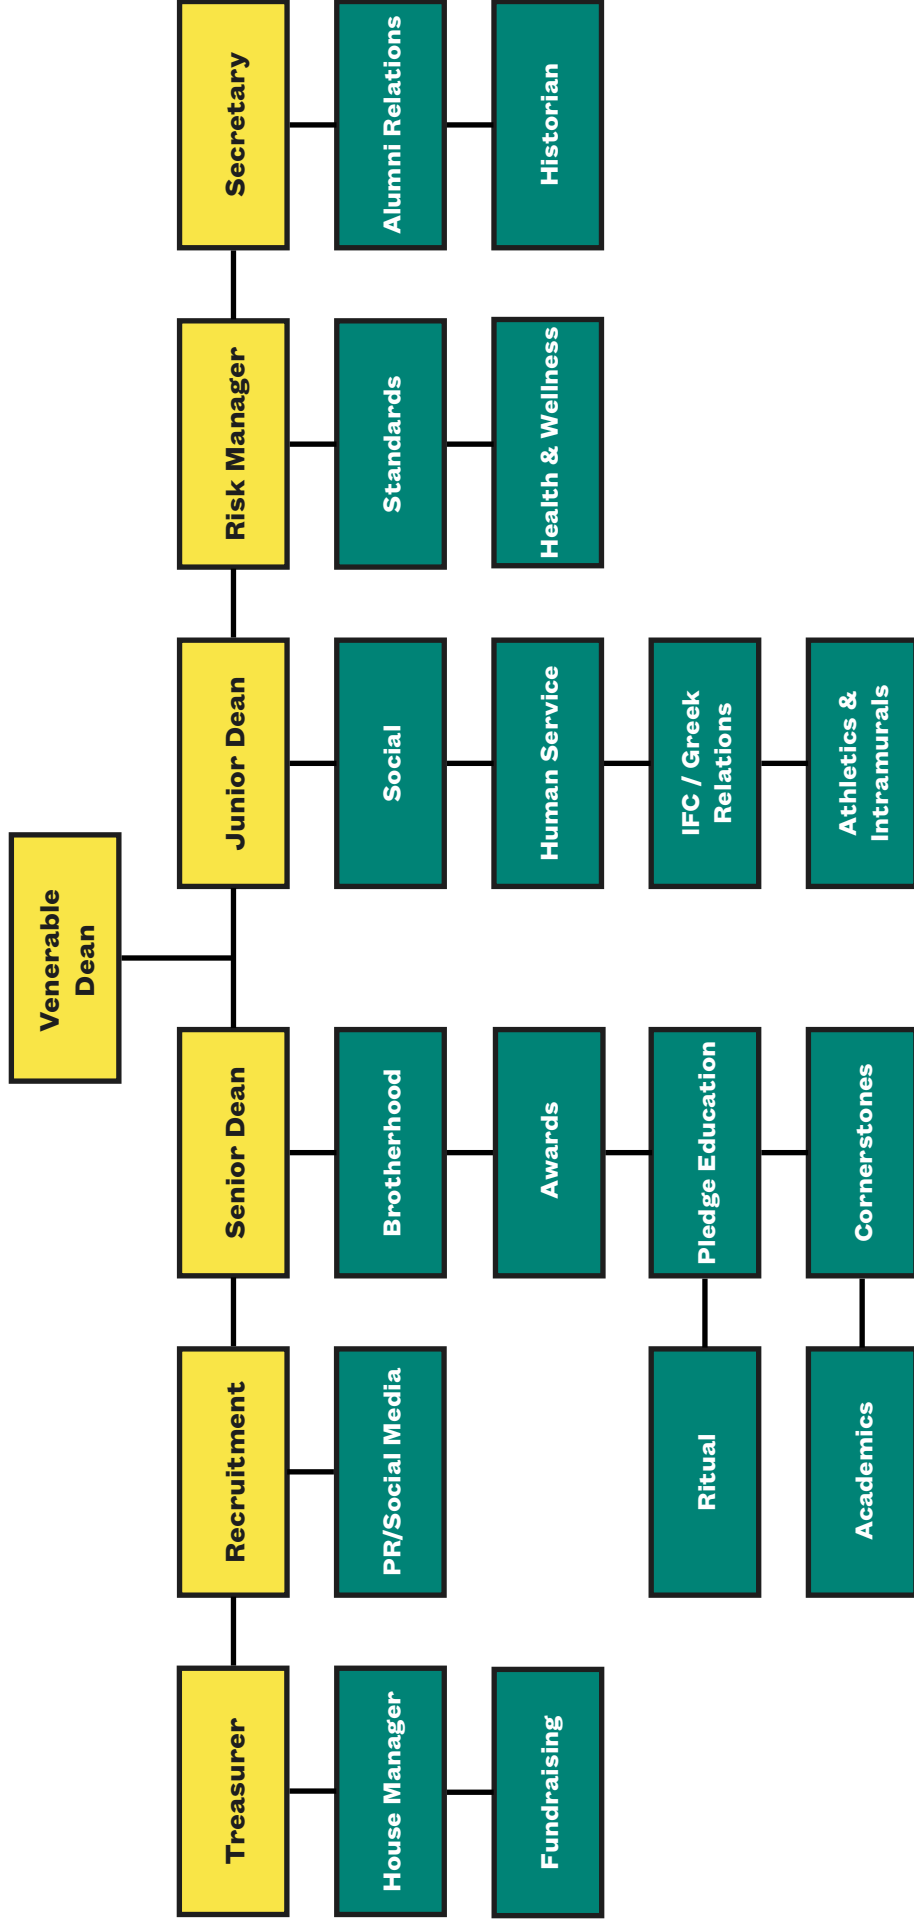 Venerable
Dean
Treasurer
Recruitment
Senior Dean
Junior Dean
Risk Manager
Secretary
House Manager
PR/Social Media
Brotherhood
Social
Standards
Alumni Relations
Fundraising
Awards
Human Service
Health & Wellness
Historian
Ritual
Pledge Education
IFC / Greek
Relations
Academics
Cornerstones
Athletics &
Intramurals